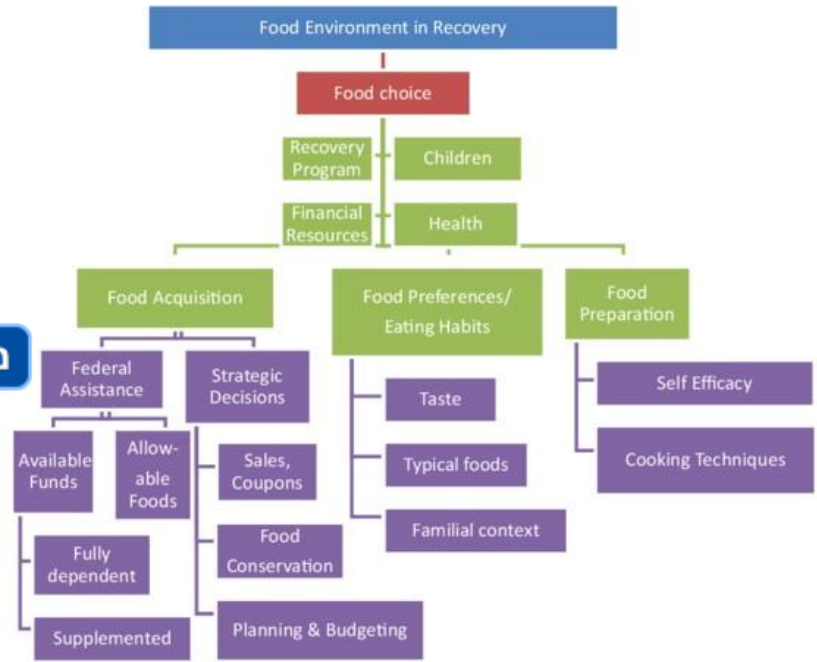 Food Environment in Recovery
Food choice
Recovery
Program
Children
Financial
Resources
Health
Food Acquisition
Food Preferences/
Eating Habits
Food
Preparation
Federal
Assistance
Strategic
Decisions
Taste
Self Efficacy
Available
Funds
Allow-
able
Foods
Sales,
Coupons
Typical foods
Cooking Techniques
Fully
dependent
Food
Conservation
Familial context
Supplemented
Planning & Budgeting